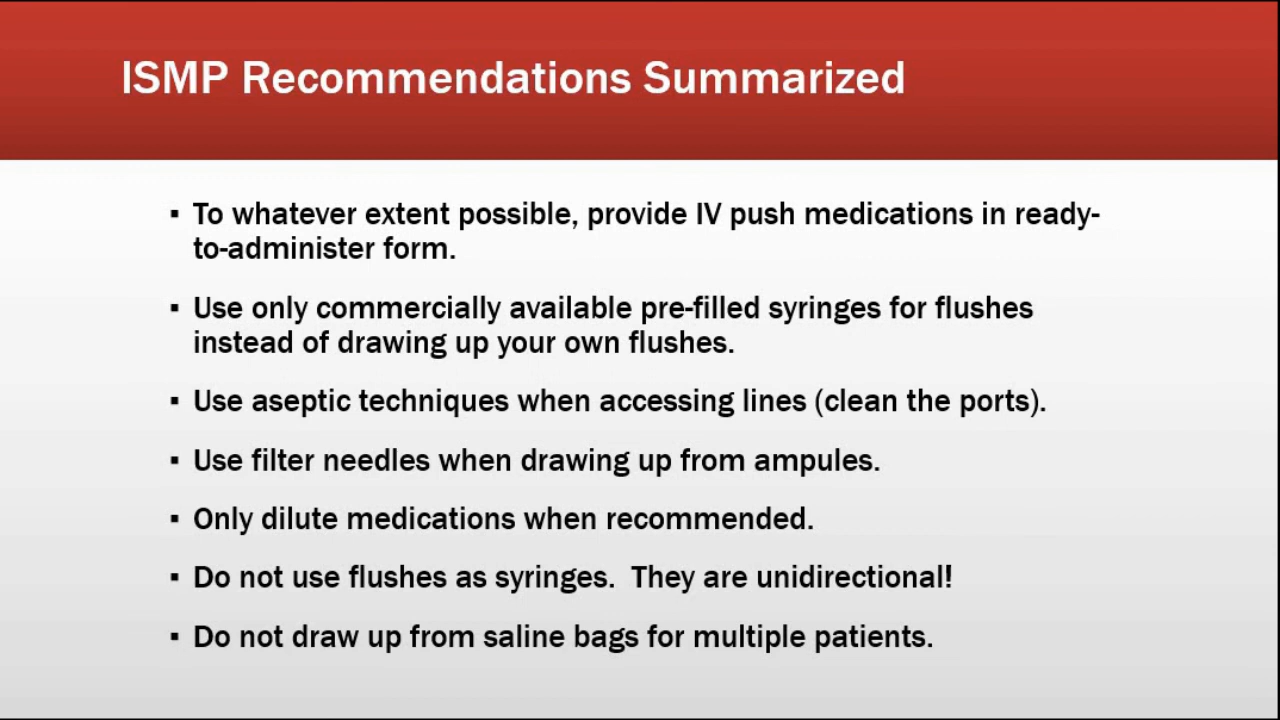 ISMP Recommendations Summarized
▪ To whatever extent possible, provide IV push medications in ready-
to-administer form.
▪ Use only commercially available pre-filled syringes for flushes
instead of drawing up your own flushes.
▪ Use aseptic techniques when accessing lines (clean the ports).
▪ Use filter needles when drawing up from ampules.
▪ Only dilute medications when recommended.
▪ Do not use flushes as syringes.  They are unidirectional!
▪ Do not draw up from saline bags for multiple patients.